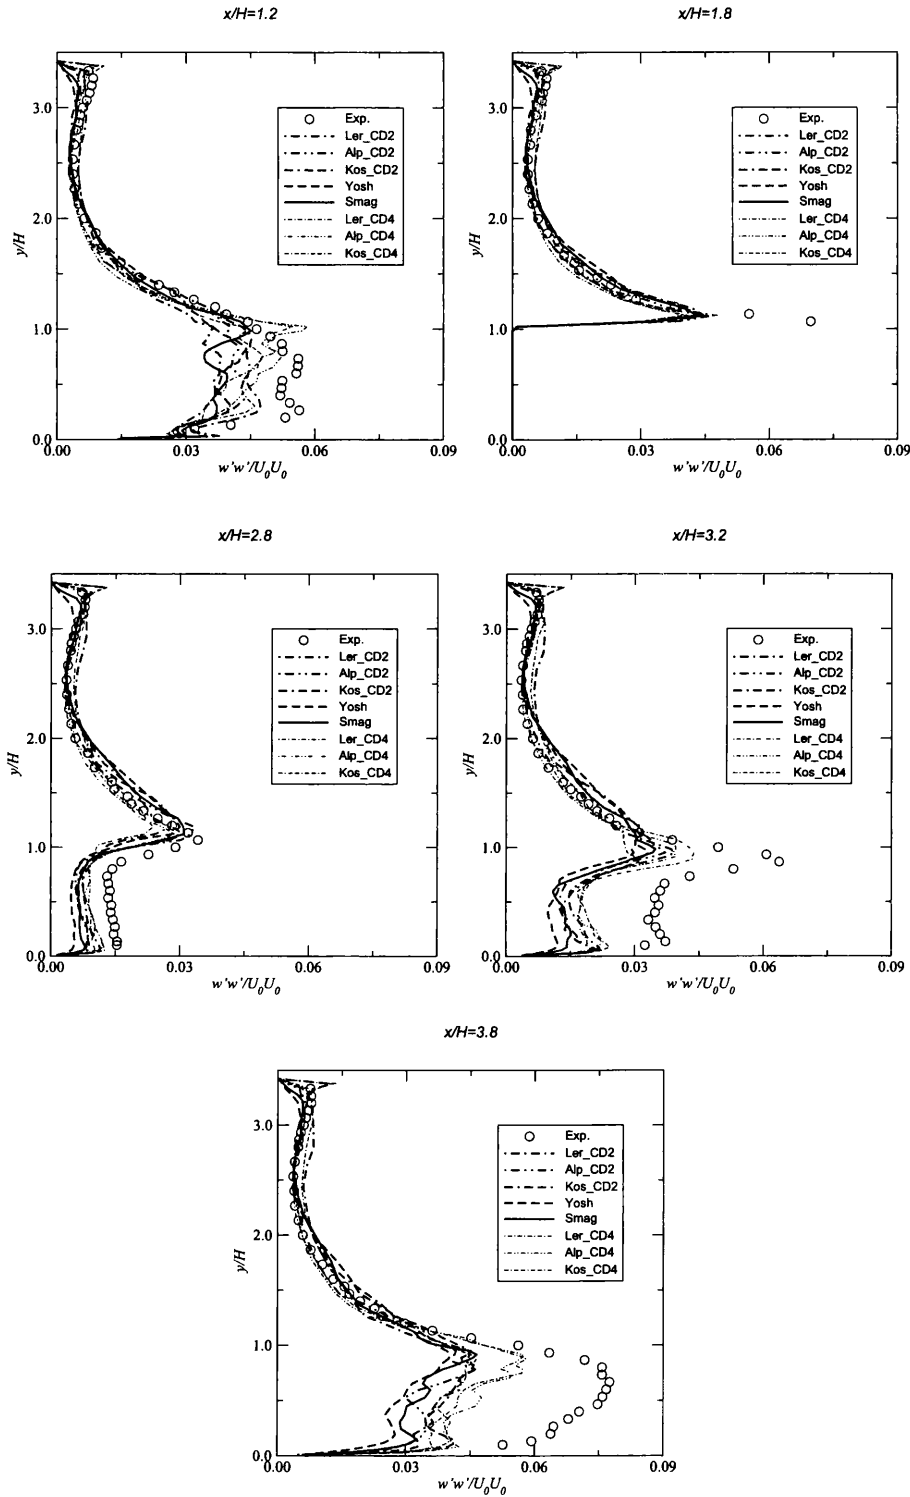 x/H=1.2
3.0
2.0
1.0
0.0
y/H
0.00 0.03 0.06 0.09
w'w'/U0U0
Exp.
Ler_CD2
Alp_CD2
Kos_CD2
Yosh
Smag
Ler_CD4
Alp_CD4
Kos_CD4
x/H=1.8
3.0
2.0
1.0
0.0
y/H
0.00 0.03 0.06 0.09
w'w'/U0U0
Exp.
Ler_CD2
Alp_CD2
Kos_CD2
Yosh
Smag
Ler_CD4
Alp_CD4
Kos_CD4
x/H=2.8
3.0
2.0
1.0
0.0
y/H
0.00 0.03 0.06 0.09
w'w'/U0U0
Exp.
Ler_CD2
Alp_CD2
Kos_CD2
Yosh
Smag
Ler_CD4
Alp_CD4
Kos_CD4
x/H=3.2
3.0
2.0
1.0
0.0
y/H
0.00 0.03 0.06 0.09
w'w'/U0U0
Exp.
Ler_CD2
Alp_CD2
Kos_CD2
Yosh
Smag
Ler_CD4
Alp_CD4
Kos_CD4
x/H=3.8
3.0
2.0
1.0
0.0
y/H
0.00 0.03 0.06 0.09
w'w'/U0U0
Exp.
Ler_CD2
Alp_CD2
Kos_CD2
Yosh
Smag
Ler_CD4
Alp_CD4
Kos_CD4